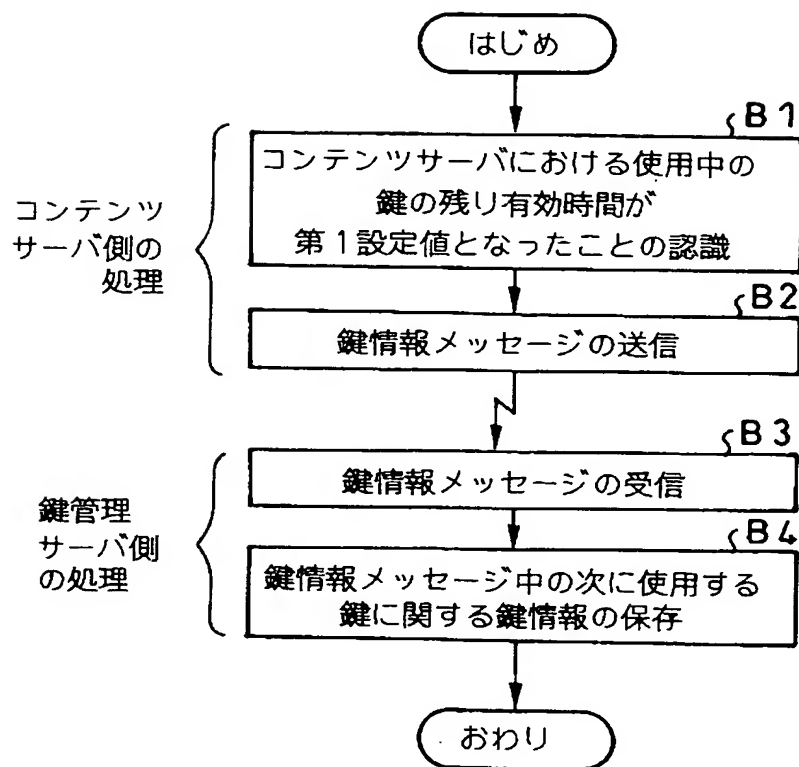 はじめ
B1
コンテンツサーバにおける使用中の
鍵の残り有効時間が
第1設定値となったことの認識
コンテンツ
サーバ側の
処理
B2
鍵情報メッセージの送信
B3
鍵情報メッセージの受信
鍵管理
サーバ側
の処理
B4
鍵情報メッセージ中の次に使用する
鍵に関する鍵情報の保存
おわり